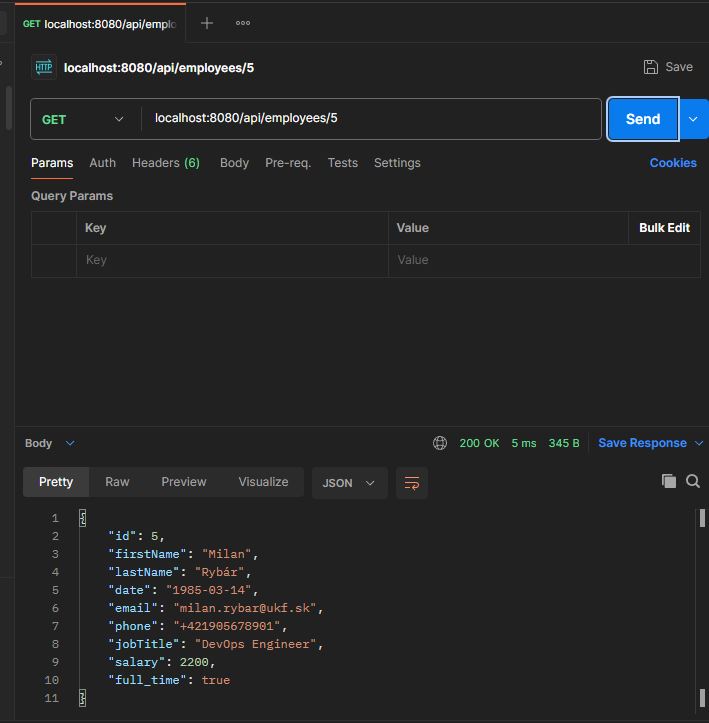 GET localhost:8080/api/emplo
HTTP localhost:8080/api/employees/5 Save
GET localhost:8080/api/employees/5 Send
Params Auth Headers (6) Body Pre-req. Tests Settings Cookies
Query Params
Key Value Bulk Edit
Key Value
Body 200 OK 5 ms 345 B Save Response
Pretty Raw Preview Visualize JSON
1 {
2 "id": 5,
3 "firstName": "Milan",
4 "lastName": "Rybár",
5 "date": "1985-03-14",
6 "email": "milan.rybar@ukf.sk",
7 "phone": "+421905678901",
8 "jobTitle": "DevOps Engineer",
9 "salary": 2200,
10 "full_time": true
11 }